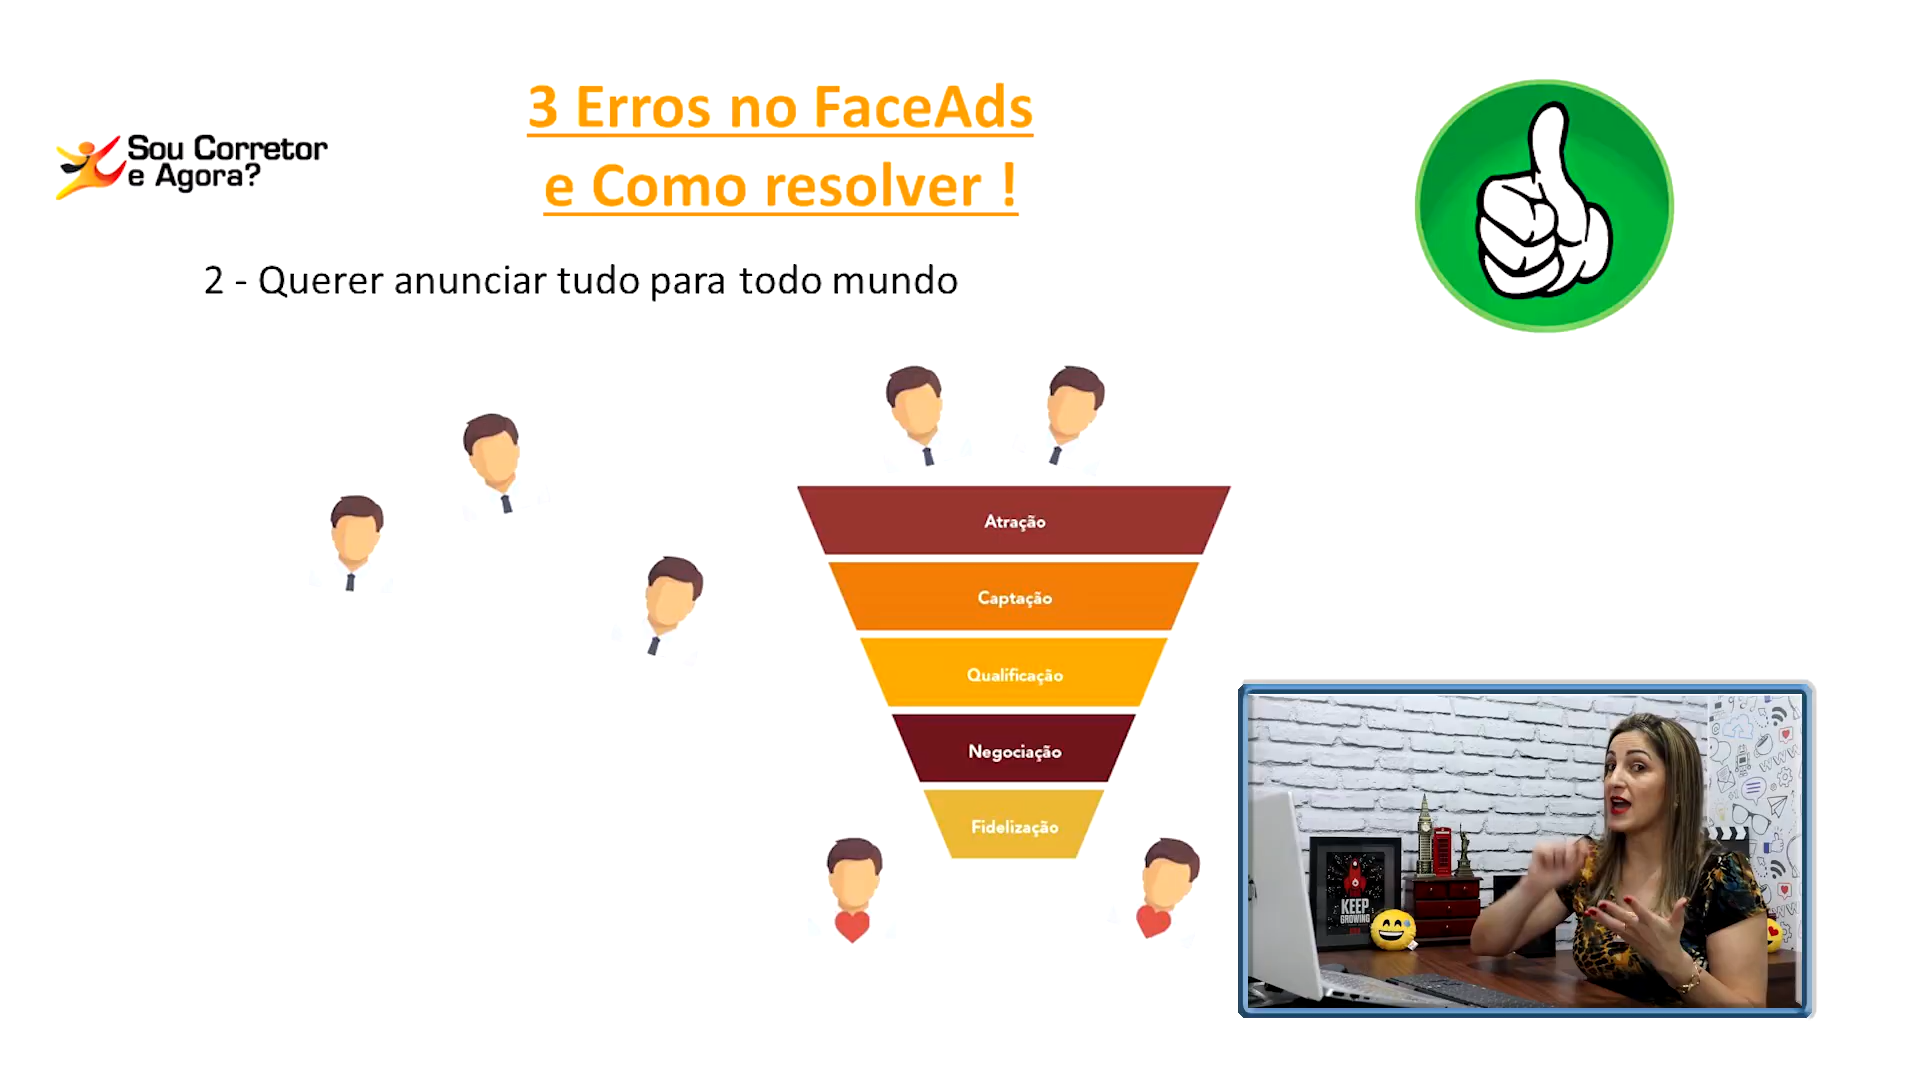 3 Erros no FaceAds
e Como resolver !
Sou Corretor
e Agora?
2 - Querer anunciar tudo para todo mundo
Atração
Captação
Qualificação
Negociação
Fidelização
KEEP
GROWING